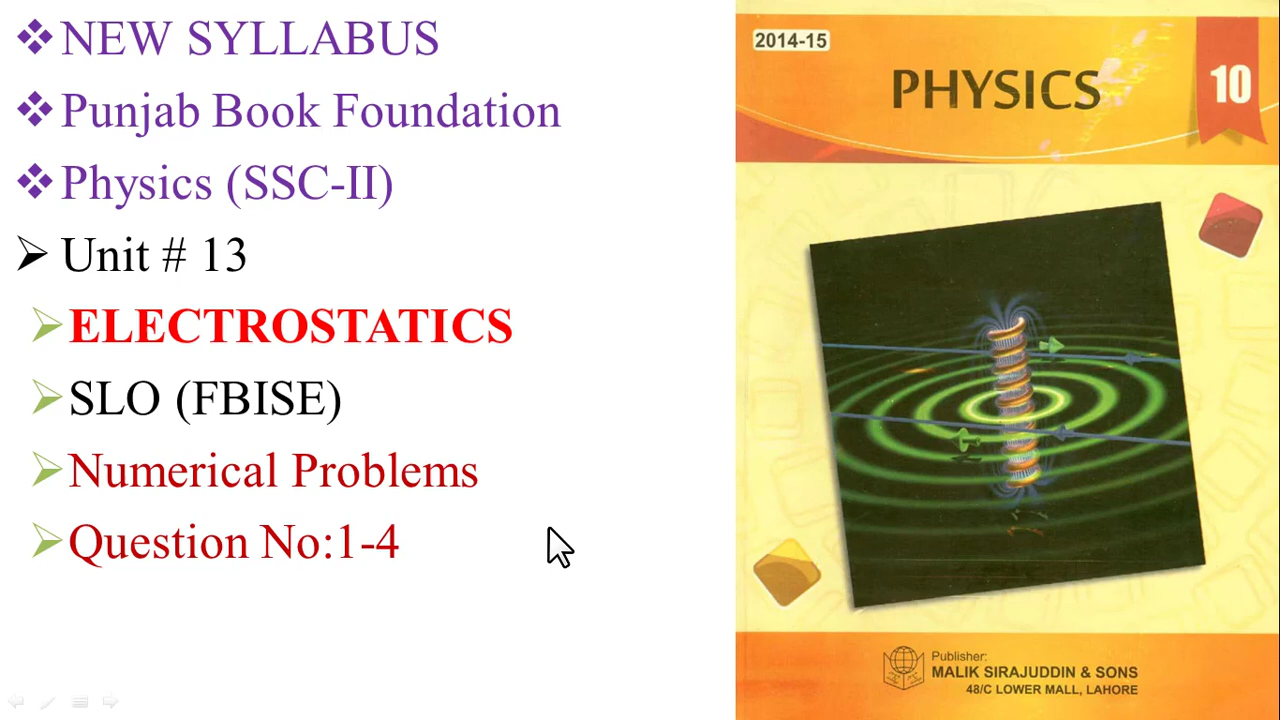 NEW SYLLABUS
Punjab Book Foundation
Physics (SSC-II)
Unit # 13
ELECTROSTATICS
SLO (FBISE)
Numerical Problems
Question No:1-4
2014-15
PHYSICS
10
Publisher:
MALIK SIRAJUDDIN & SONS
48/C LOWER MALL, LAHORE